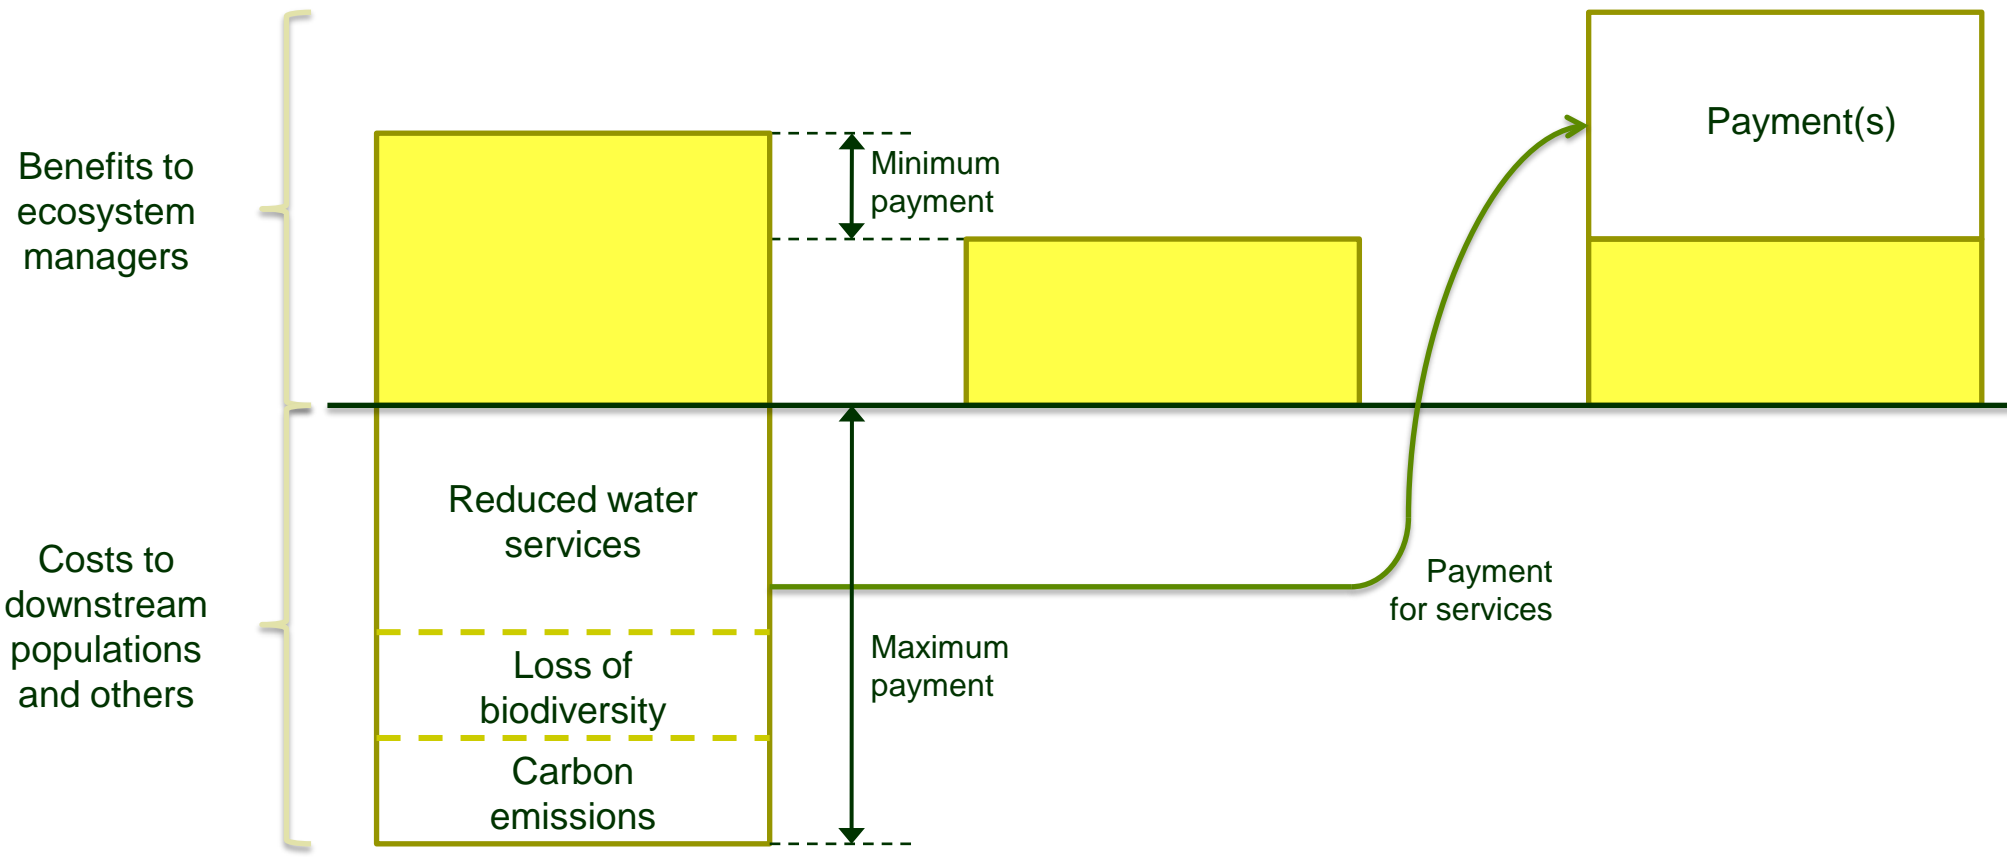 Benefits to
ecosystem
managers
Minimum
payment
Payment(s)
Reduced water
services
Costs to
downstream
populations
and others
Loss of
biodiversity
Carbon
emissions
Maximum
payment
Payment
for services